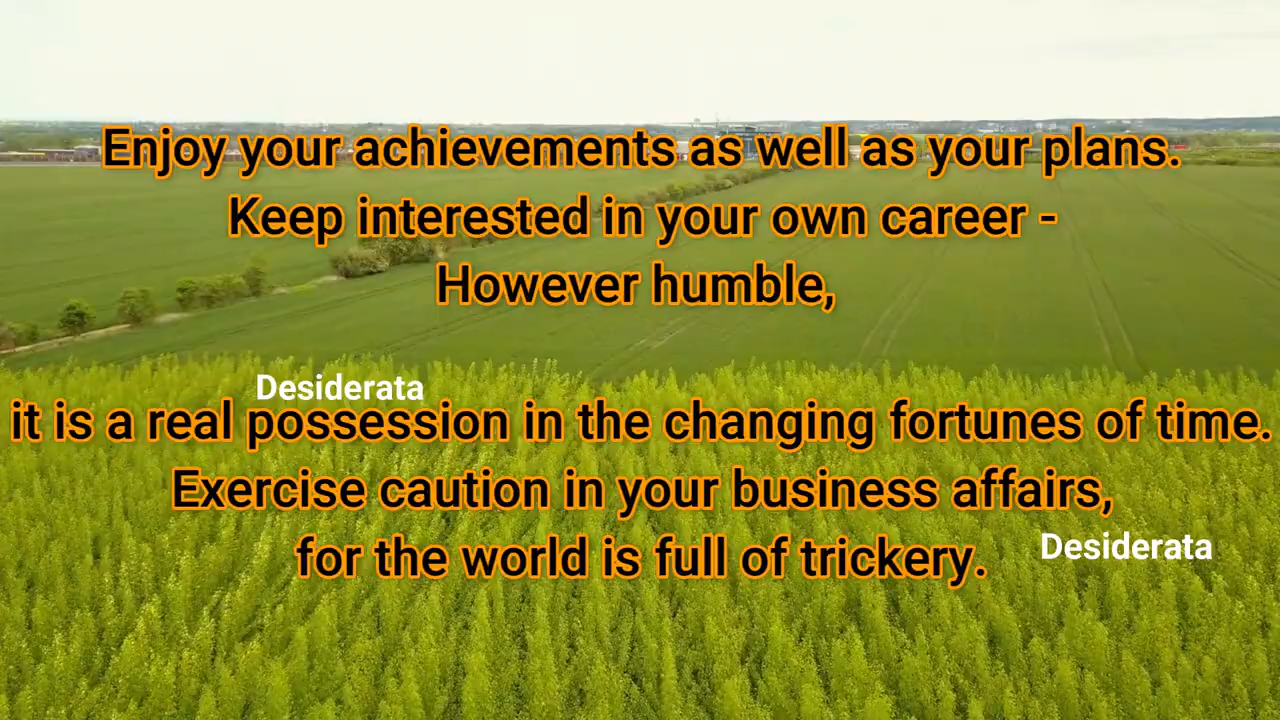 Enjoy your achievements as well as your plans.
Keep interested in your own career -
However humble,
Desiderata
it is a real possession in the changing fortunes of time.
Exercise caution in your business affairs,
for the world is full of trickery.
Desiderata